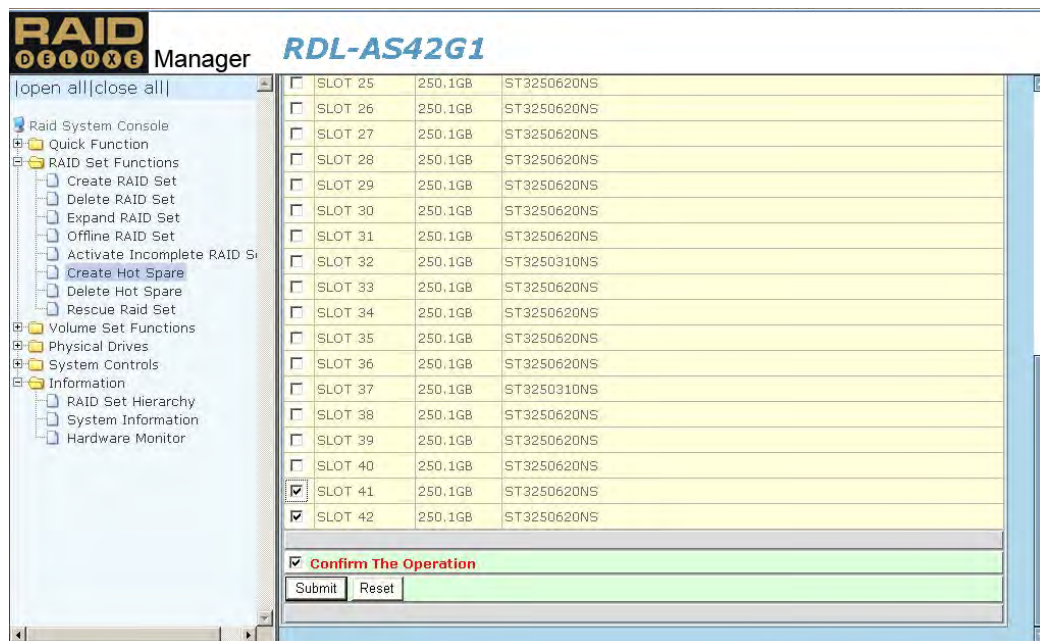 RAID
DELUXE Manager
RDL-AS42G1
|open all|close all|
Raid System Console
Quick Function
RAID Set Functions
Create RAID Set
Delete RAID Set
Expand RAID Set
Offline RAID Set
Activate Incomplete RAID S
Create Hot Spare
Delete Hot Spare
Rescue Raid Set
Volume Set Functions
Physical Drives
System Controls
Information
RAID Set Hierarchy
System Information
Hardware Monitor
SLOT 25 250.1GB ST3250620NS
SLOT 26 250.1GB ST3250620NS
SLOT 27 250.1GB ST3250620NS
SLOT 28 250.1GB ST3250620NS
SLOT 29 250.1GB ST3250620NS
SLOT 30 250.1GB ST3250620NS
SLOT 31 250.1GB ST3250620NS
SLOT 32 250.1GB ST3250310NS
SLOT 33 250.1GB ST3250620NS
SLOT 34 250.1GB ST3250620NS
SLOT 35 250.1GB ST3250620NS
SLOT 36 250.1GB ST3250620NS
SLOT 37 250.1GB ST3250310NS
SLOT 38 250.1GB ST3250620NS
SLOT 39 250.1GB ST3250620NS
SLOT 40 250.1GB ST3250620NS
SLOT 41 250.1GB ST3250620NS
SLOT 42 250.1GB ST3250620NS
Confirm The Operation
Submit Reset